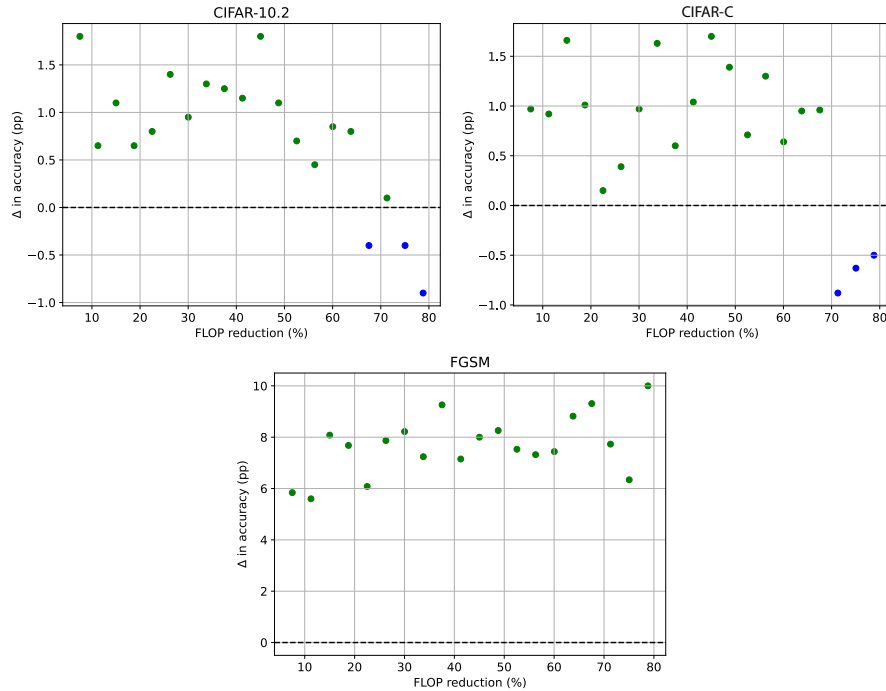 CIFAR-10.2
Δ in accuracy (pp)
1.5
1.0
0.5
0.0
−0.5
−1.0
10 20 30 40 50 60 70 80
FLOP reduction (%)
CIFAR-C
Δ in accuracy (pp)
1.5
1.0
0.5
0.0
−0.5
−1.0
10 20 30 40 50 60 70 80
FLOP reduction (%)
FGSM
Δ in accuracy (pp)
10
8
6
4
2
0
10 20 30 40 50 60 70 80
FLOP reduction (%)